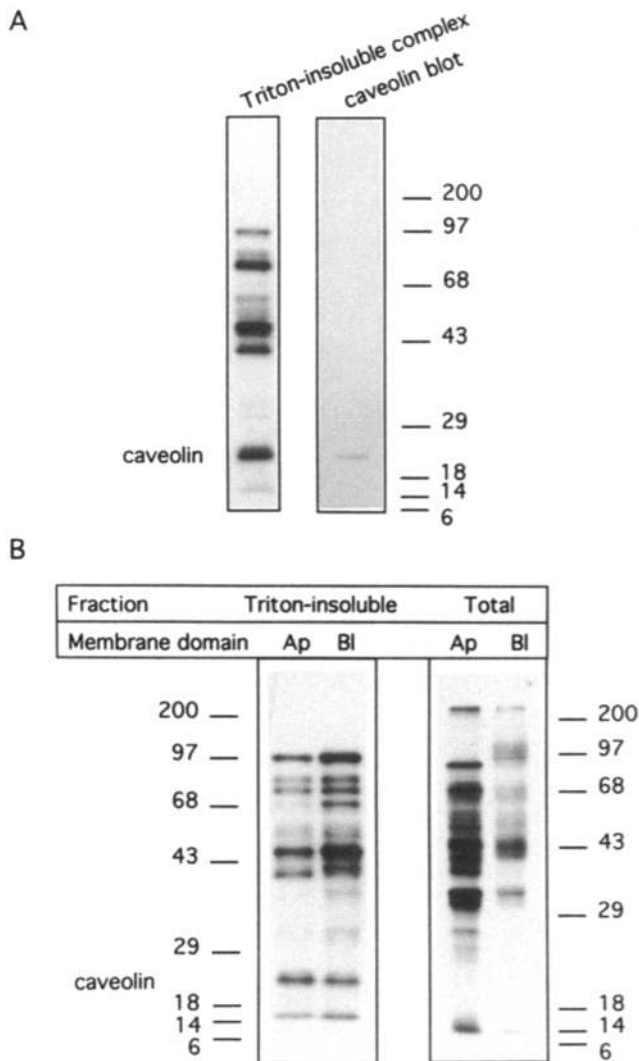 A
Triton-insoluble complex
caveolin blot
200
97
68
43
29
caveolin
18
14
6
B
Fraction Triton-insoluble Total
Membrane domain Ap Bl Ap Bl
200 200
97 97
68 68
43 43
29 29
caveolin
18 18
14 14
6 6